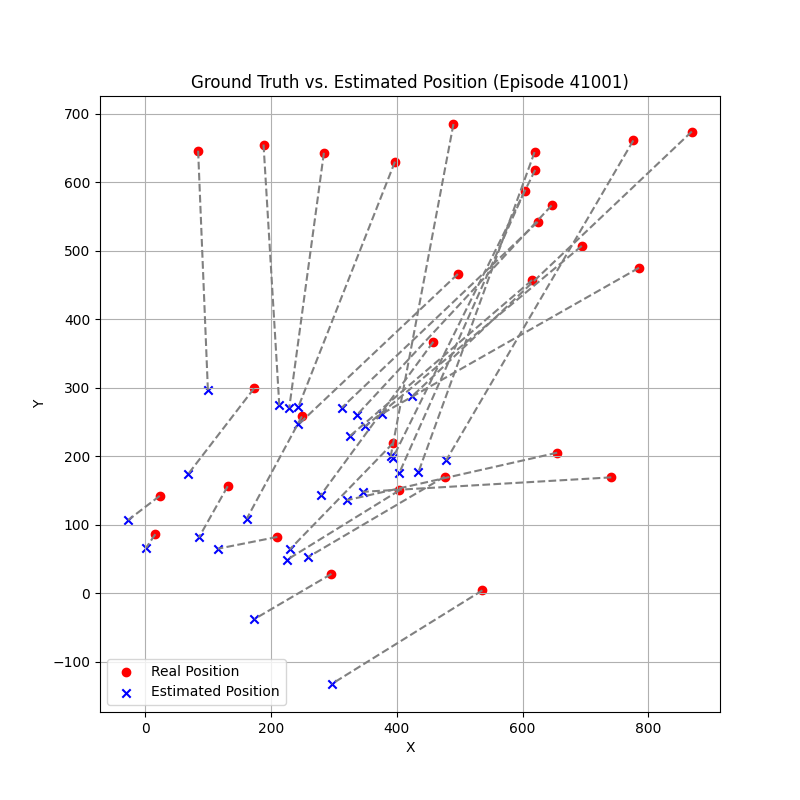 Ground Truth vs. Estimated Position (Episode 41001)
700
600
500
400
300
200
100
0
−100
Y
0 200 400 600 800
X
Real Position
Estimated Position